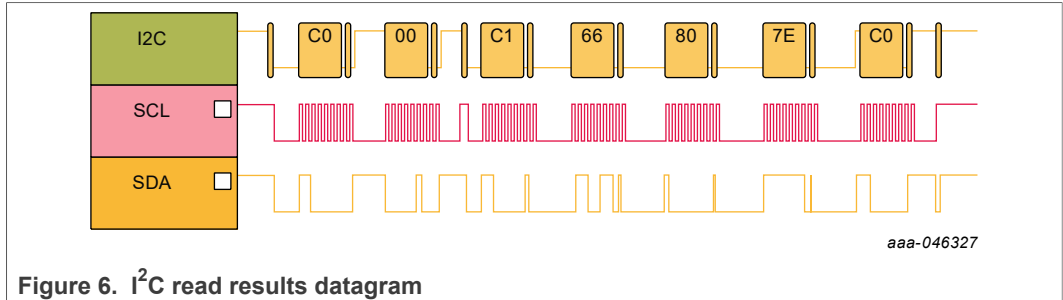 I2C C0 00 C1 66 80 7E C0
SCL
SDA
aaa-046327
Figure 6. I²C read results datagram